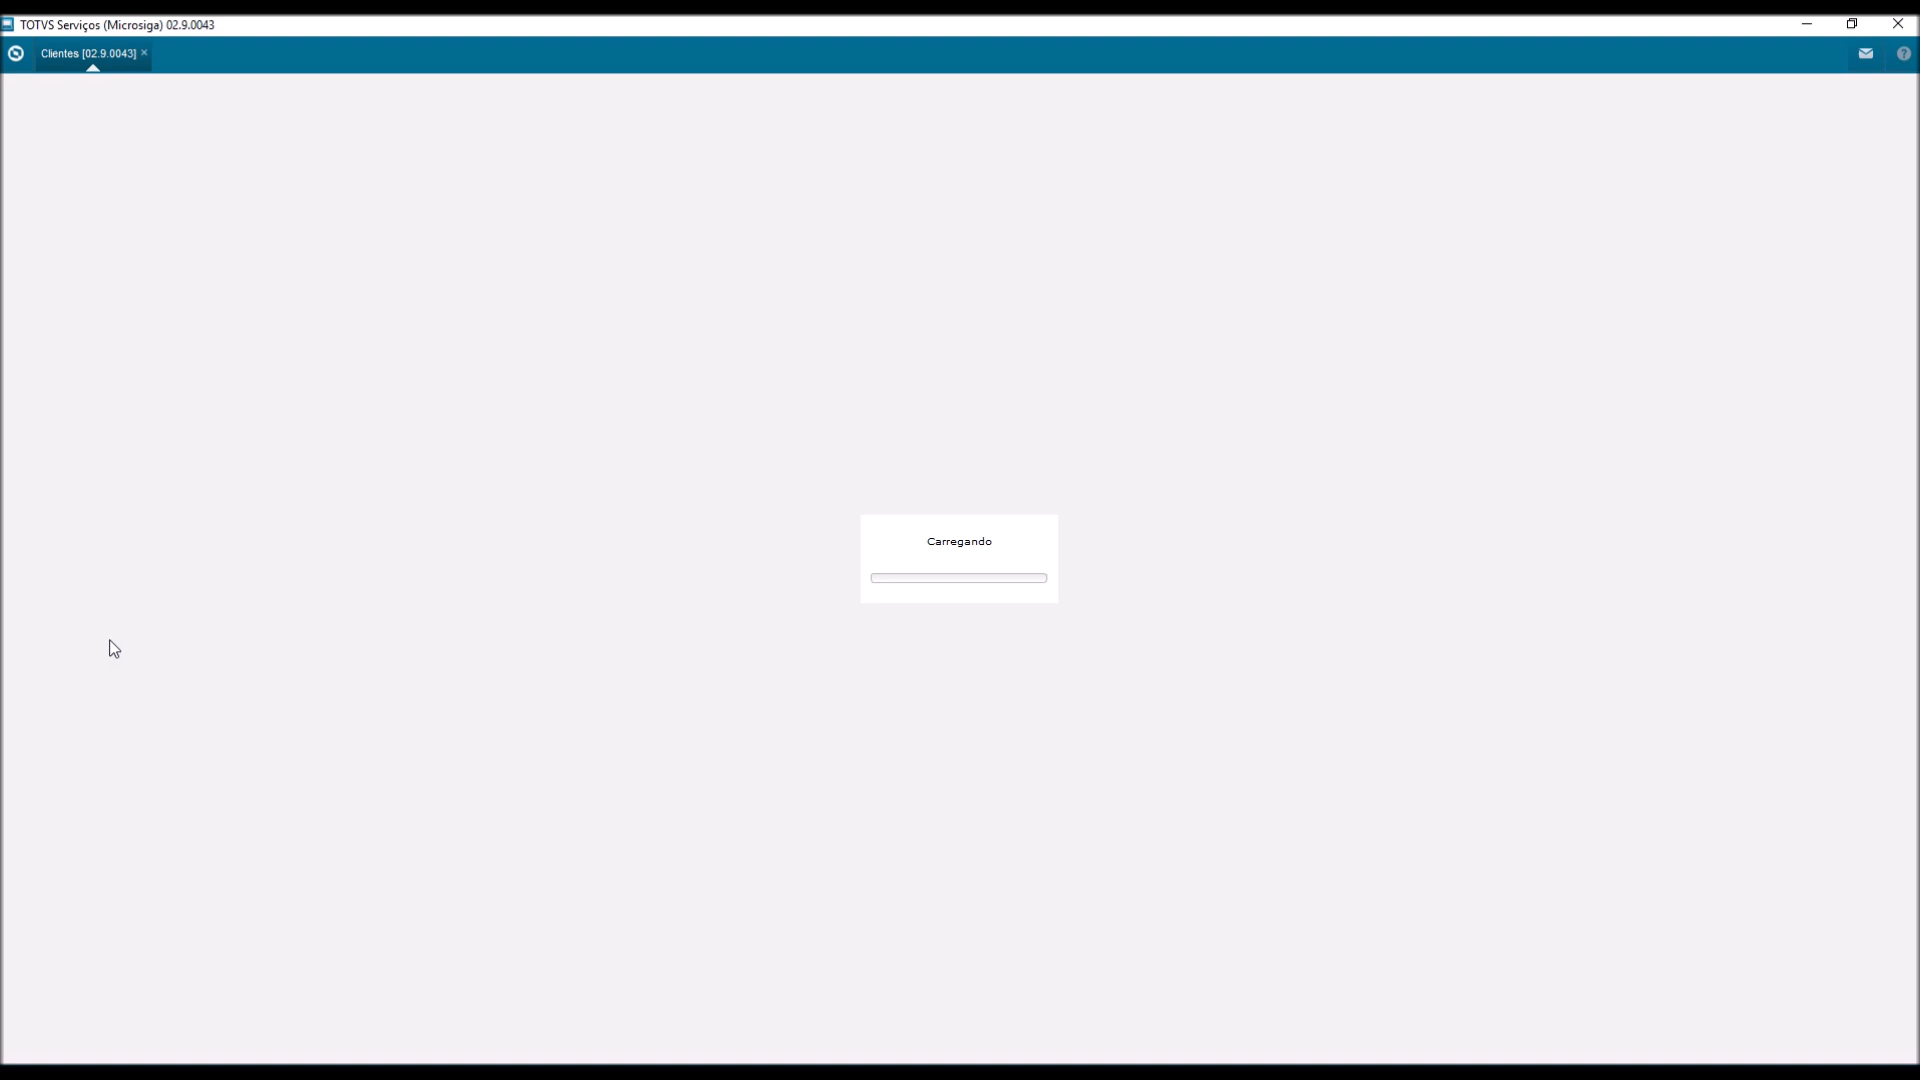 TOTVS Serviços (Microsiga) 02.9.0043
Clientes [02.9.0043]
Carregando